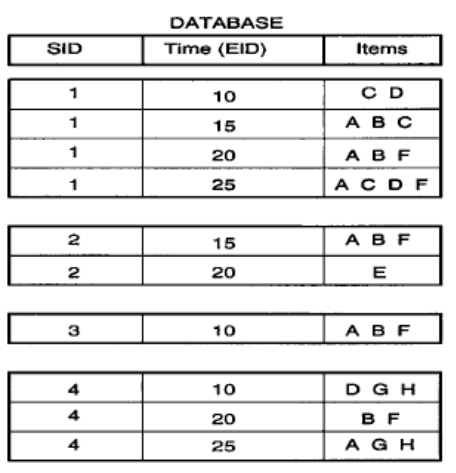 DATABASE
SID Time (EID) Items
1 10 C D
1 15 A B C
1 20 A B F
1 25 A C D F
2 15 A B F
2 20 E
3 10 A B F
4 10 D G H
4 20 B F
4 25 A G H